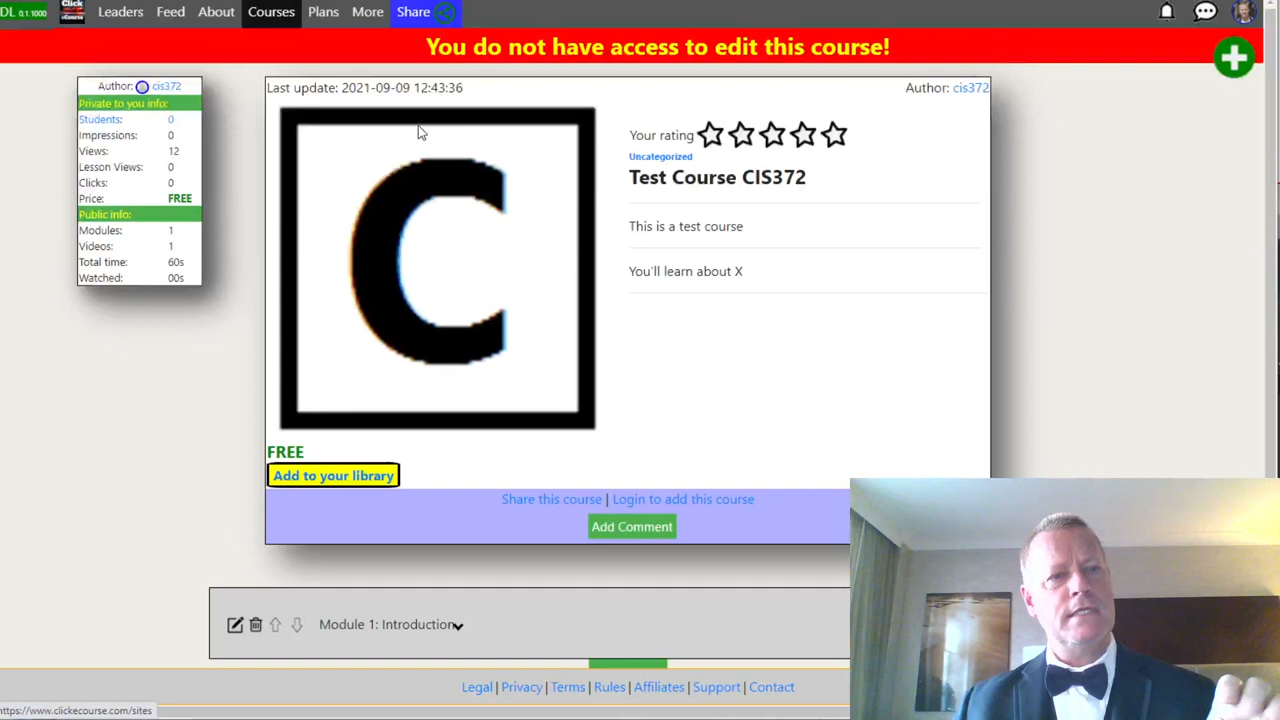 DL 0.1.1000
Click
eCourse
Leaders
Feed
About
Courses
Plans
More
Share
You do not have access to edit this course!
Author: cis372
Private to you info:
Students: 0
Impressions: 0
Views: 12
Lesson Views: 0
Clicks: 0
Price: FREE
Public info:
Modules: 1
Videos: 1
Total time: 60s
Watched: 00s
Last update: 2021-09-09 12:43:36
Author: cis372
C
Your rating
Uncategorized
Test Course CIS372
This is a test course
You'll learn about X
FREE
Add to your library
Share this course | Login to add this course
Add Comment
Module 1: Introduction
Legal | Privacy | Terms | Rules | Affiliates | Support | Contact
https://www.clickecourse.com/sites